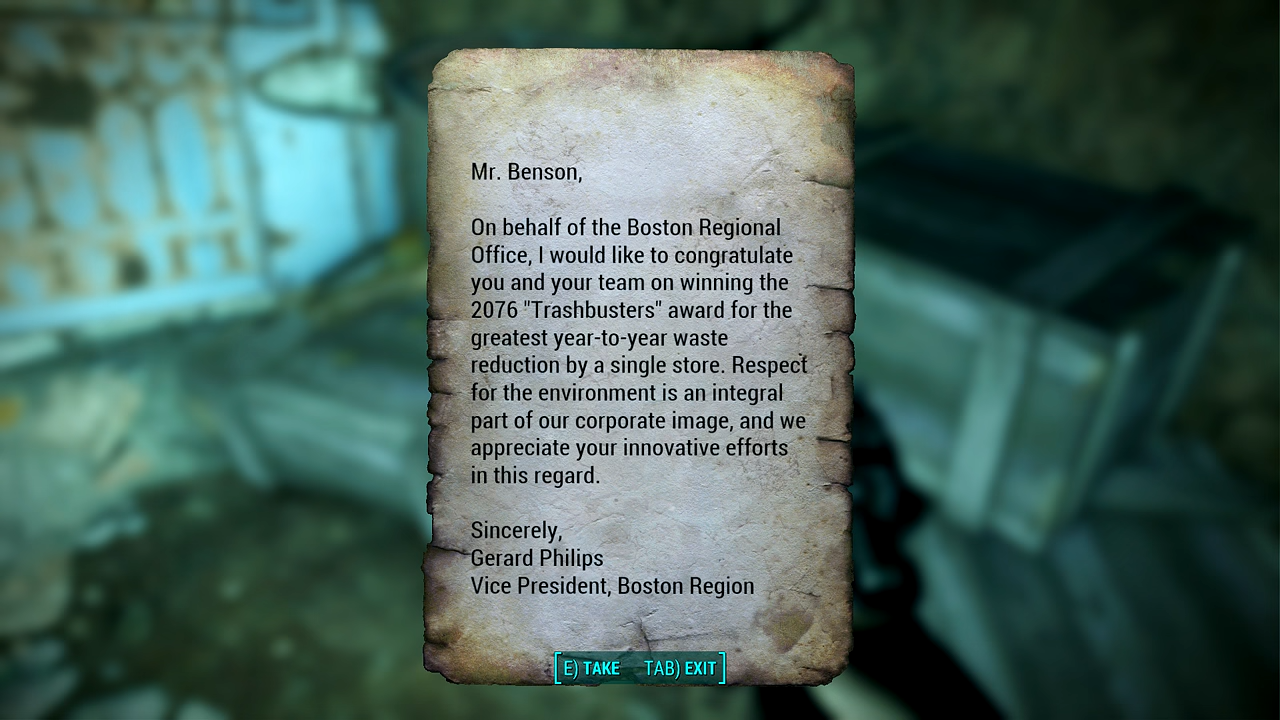 Mr. Benson,
On behalf of the Boston Regional
Office, I would like to congratulate
you and your team on winning the
2076 "Trashbusters" award for the
greatest year-to-year waste
reduction by a single store. Respect
for the environment is an integral
part of our corporate image, and we
appreciate your innovative efforts
in this regard.
Sincerely,
Gerard Philips
Vice President, Boston Region
E) TAKE TAB) EXIT